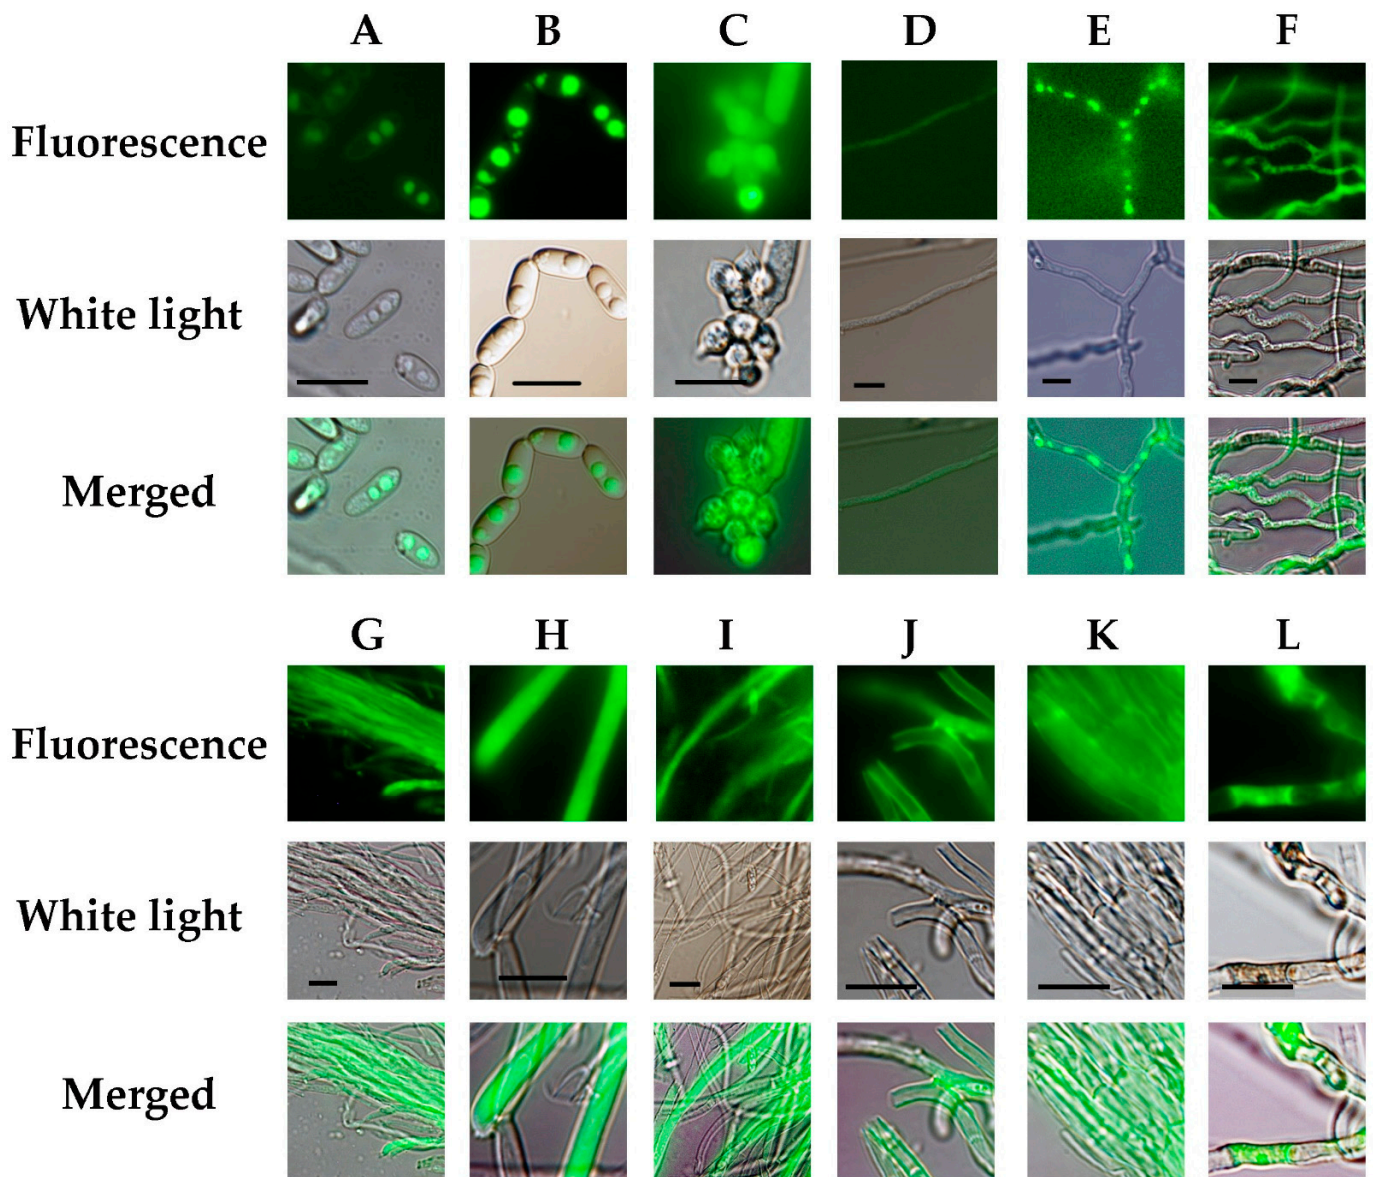 A B C D E F
Fluorescence
White light
Merged
G H I J K L
Fluorescence
White light
Merged